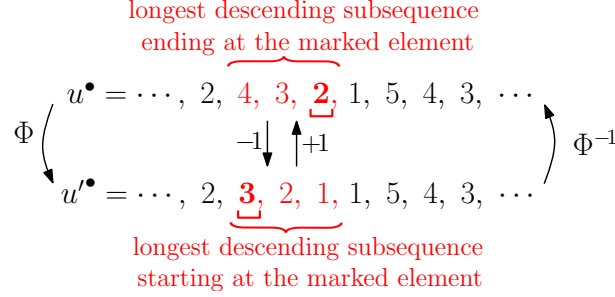 longest descending subsequence
ending at the marked element
u• = ⋯, 2, 4, 3, 2, 1, 5, 4, 3, ⋯
Φ −1 +1 Φ⁻¹
u′• = ⋯, 2, 3, 2, 1, 1, 5, 4, 3, ⋯
longest descending subsequence
starting at the marked element